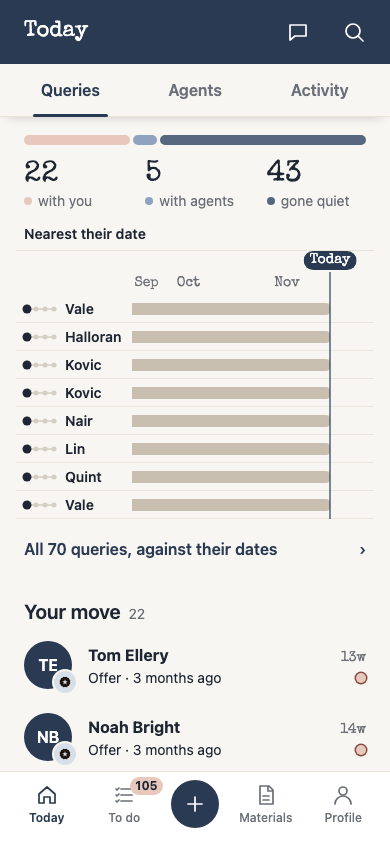 Today
Queries Agents Activity
22 5 43
with you with agents gone quiet
Nearest their date
Today
Sep Oct Nov
Vale
Halloran
Kovic
Kovic
Nair
Lin
Quint
Vale
All 70 queries, against their dates ›
Your move 22
TE Tom Ellery 13w
Offer · 3 months ago
NB Noah Bright 14w
Offer · 3 months ago
105
Today To do Materials Profile